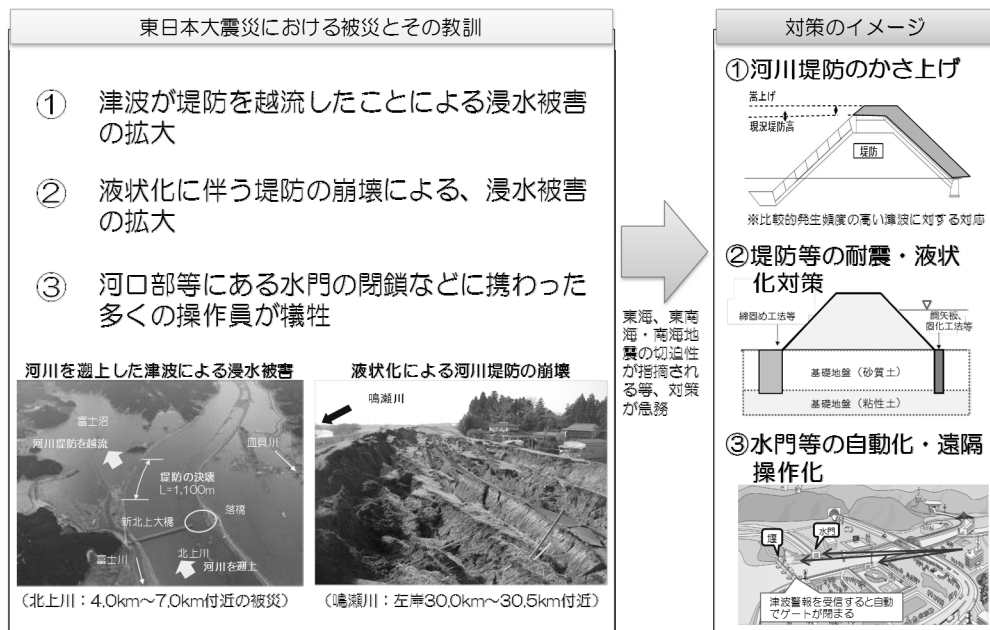 東日本大震災における被災とその教訓
① 津波が堤防を越流したことによる浸水被害
の拡大
② 液状化に伴う堤防の崩壊による、浸水被害
の拡大
③ 河口部等にある水門の閉鎖などに携わった
多くの操作員が犠牲
河川を遡上した津波による浸水被害
富士沼
河川堤防を越流
皿貝川
堤防の決壊
L=1,100m
新北上大橋
落橋
富士川
北上川
河川を遡上
（北上川：4.0km～7.0km付近の被災）
液状化による河川堤防の崩壊
鳴瀬川
（鳴瀬川：左岸30.0km～30.5km付近）
東海、東南
海・南海地
震の切迫性
が指摘され
る等、対策
が急務
対策のイメージ
①河川堤防のかさ上げ
嵩上げ
現況堤防高
堤防
※比較的発生頻度の高い津波に対する対応
②堤防等の耐震・液状
化対策
締固め工法等
鋼矢板、
固化工法等
基礎地盤（砂質土）
基礎地盤（粘性土）
③水門等の自動化・遠隔
操作化
堰
水門
津波警報を受信すると自動
でゲートが閉まる